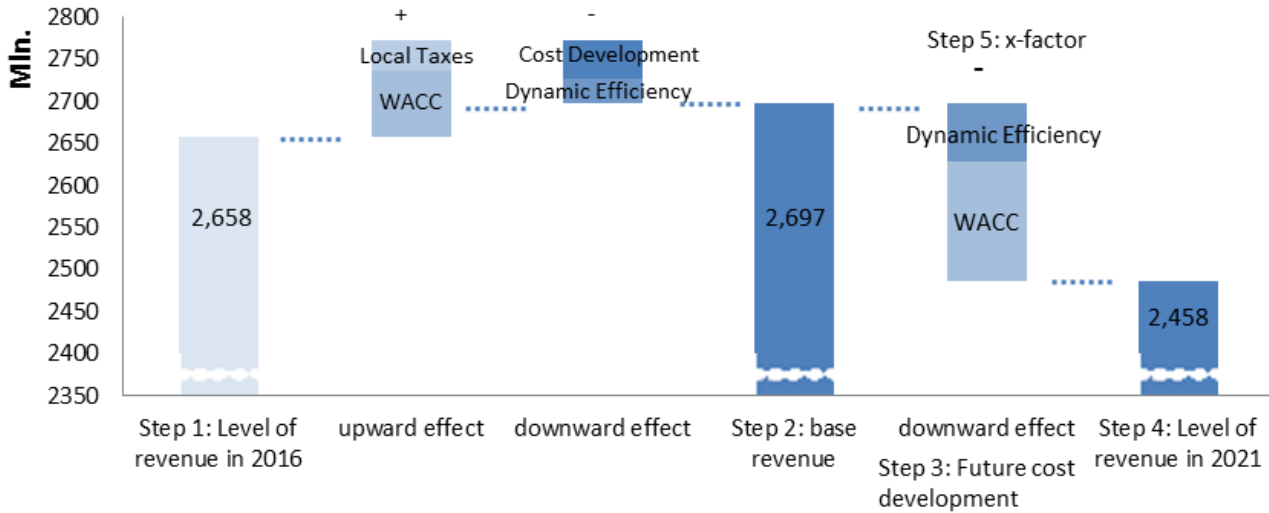 Mln.
2800
2750
2700
2650
2600
2550
2500
2450
2400
2350
+
Local Taxes
WACC
-
Cost Development
Dynamic Efficiency
Step 5: x-factor
-
Dynamic Efficiency
WACC
2,658
2,697
2,458
Step 1: Level of
revenue in 2016
upward effect
downward effect
Step 2: base
revenue
downward effect
Step 3: Future cost
development
Step 4: Level of
revenue in 2021